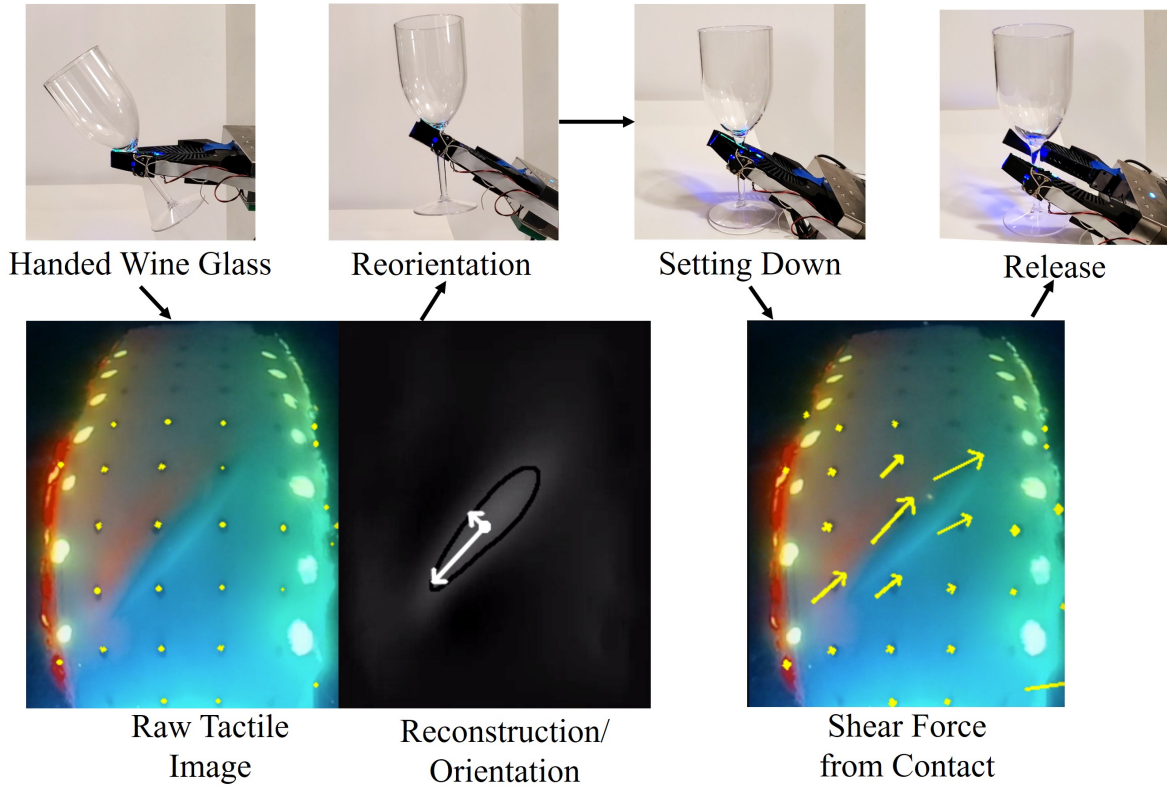 Handed Wine Glass
Reorientation
Setting Down
Release
Raw Tactile
Image
Reconstruction/
Orientation
Shear Force
from Contact